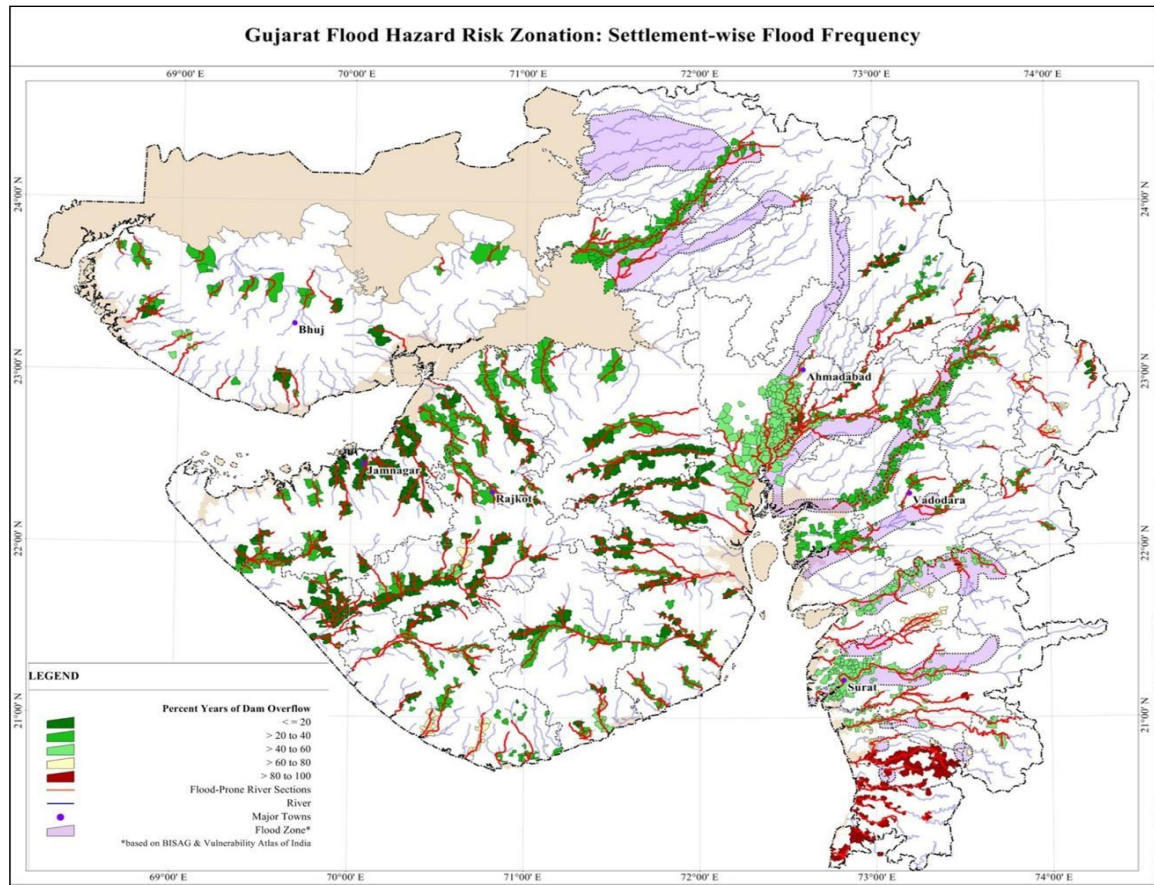 Gujarat Flood Hazard Risk Zonation: Settlement-wise Flood Frequency
69°00' E 70°00' E 71°00' E 72°00' E 73°00' E 74°00' E
24°00' N 24°00' N
Bhuj
23°00' N 23°00' N
Ahmadabad
Jamnagar
Rajkot
Vadodara
22°00' N 22°00' N
Surat
21°00' N 21°00' N
LEGEND
Percent Years of Dam Overflow
< = 20
> 20 to 40
> 40 to 60
> 60 to 80
> 80 to 100
Flood-Prone River Sections
River
Major Towns
Flood Zone*
*based on BISAG & Vulnerability Atlas of India
69°00' E 70°00' E 71°00' E 72°00' E 73°00' E 74°00' E